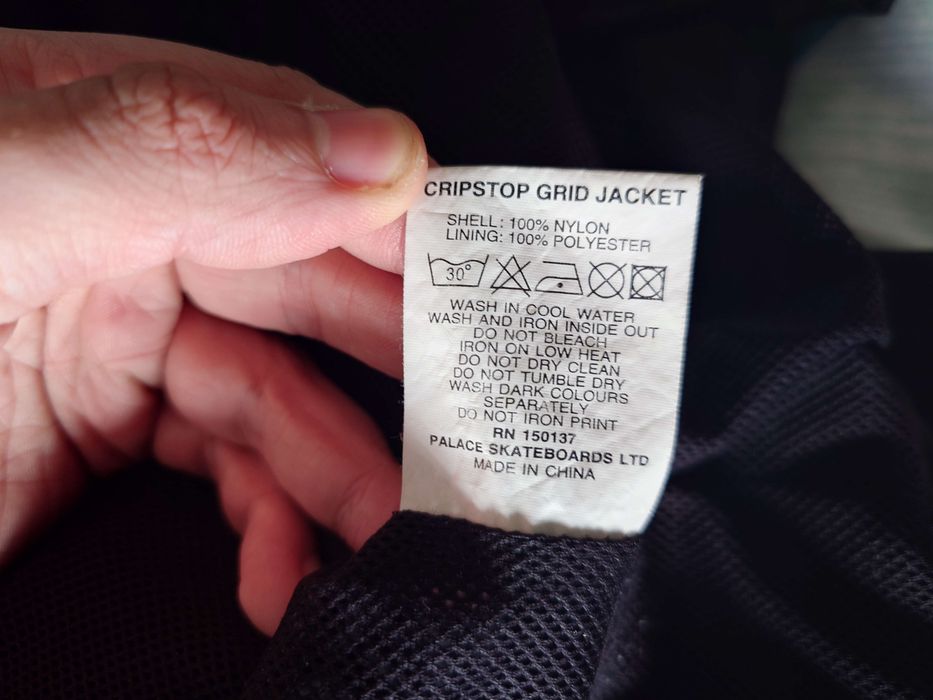 CRIPSTOP GRID JACKET
SHELL: 100% NYLON
LINING: 100% POLYESTER
30°
WASH IN COOL WATER
WASH AND IRON INSIDE OUT
DO NOT BLEACH
IRON ON LOW HEAT
DO NOT DRY CLEAN
DO NOT TUMBLE DRY
WASH DARK COLOURS
SEPARATELY
DO NOT IRON PRINT
RN 150137
PALACE SKATEBOARDS LTD
MADE IN CHINA